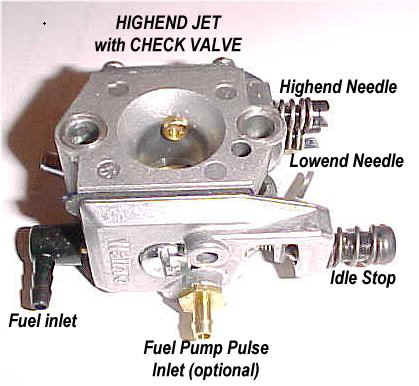 HIGHEND JET
with CHECK VALVE
Highend Needle
Lowend Needle
Idle Stop
Fuel inlet
Fuel Pump Pulse
Inlet (optional)